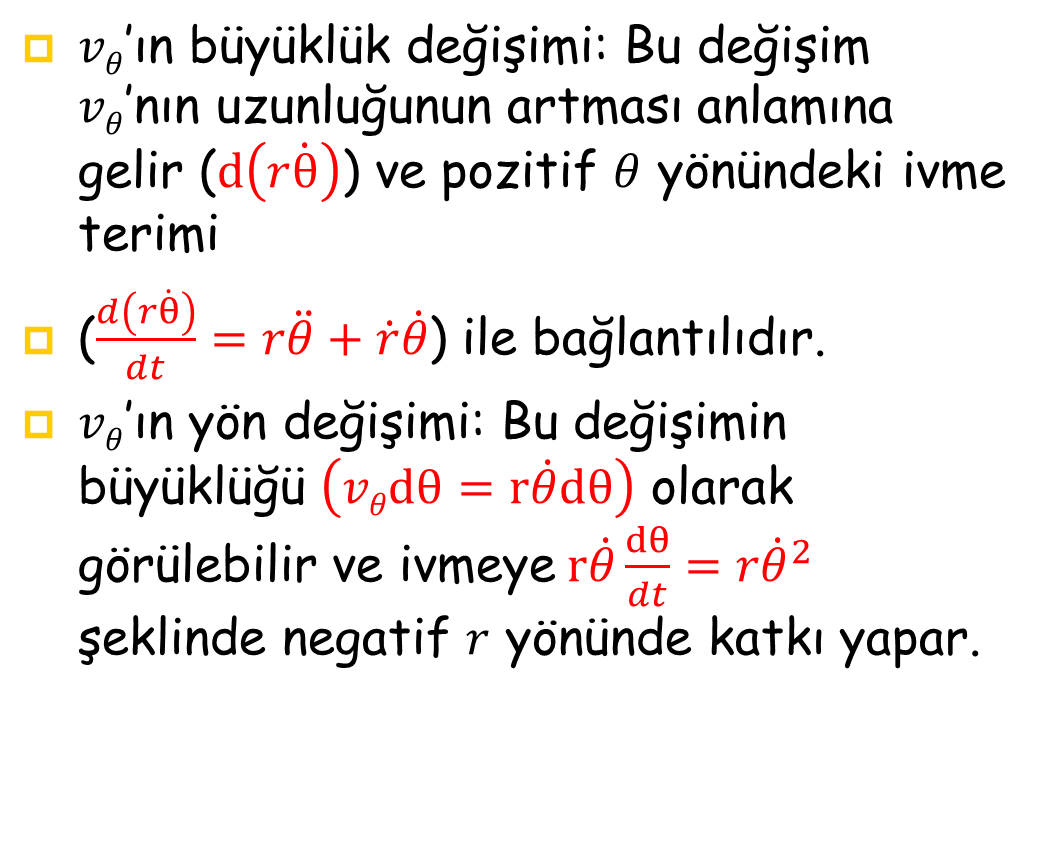 𝑣_𝜃’ın büyüklük değişimi: Bu değişim
𝑣_𝜃’nın uzunluğunun artması anlamına
gelir (d(𝑟θ̇)) ve pozitif 𝜃 yönündeki ivme
terimi
(𝑑(𝑟θ̇)/𝑑𝑡 = 𝑟𝜃̈ + 𝑟̇𝜃̇) ile bağlantılıdır.
𝑣_𝜃’ın yön değişimi: Bu değişimin
büyüklüğü (𝑣_𝜃dθ = r𝜃̇dθ) olarak
görülebilir ve ivmeye r𝜃̇ dθ/𝑑𝑡 = 𝑟𝜃̇²
şeklinde negatif 𝑟 yönünde katkı yapar.